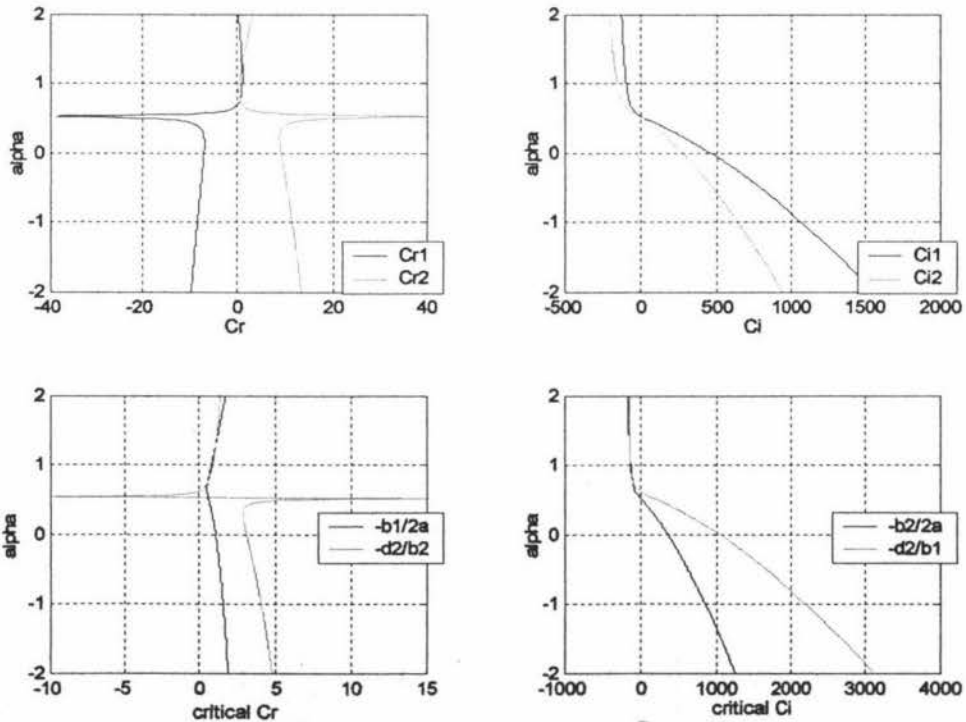 2
1
0
-1
-2
alpha
-40
-20
0
20
40
Cr
Cr1
Cr2
2
1
0
-1
-2
alpha
-500
0
500
1000
1500
2000
Ci
Ci1
Ci2
2
1
0
-1
-2
alpha
-10
-5
0
5
10
15
critical Cr
-b1/2a
-d2/b2
2
1
0
-1
-2
alpha
-1000
0
1000
2000
3000
4000
critical Ci
-b2/2a
-d2/b1